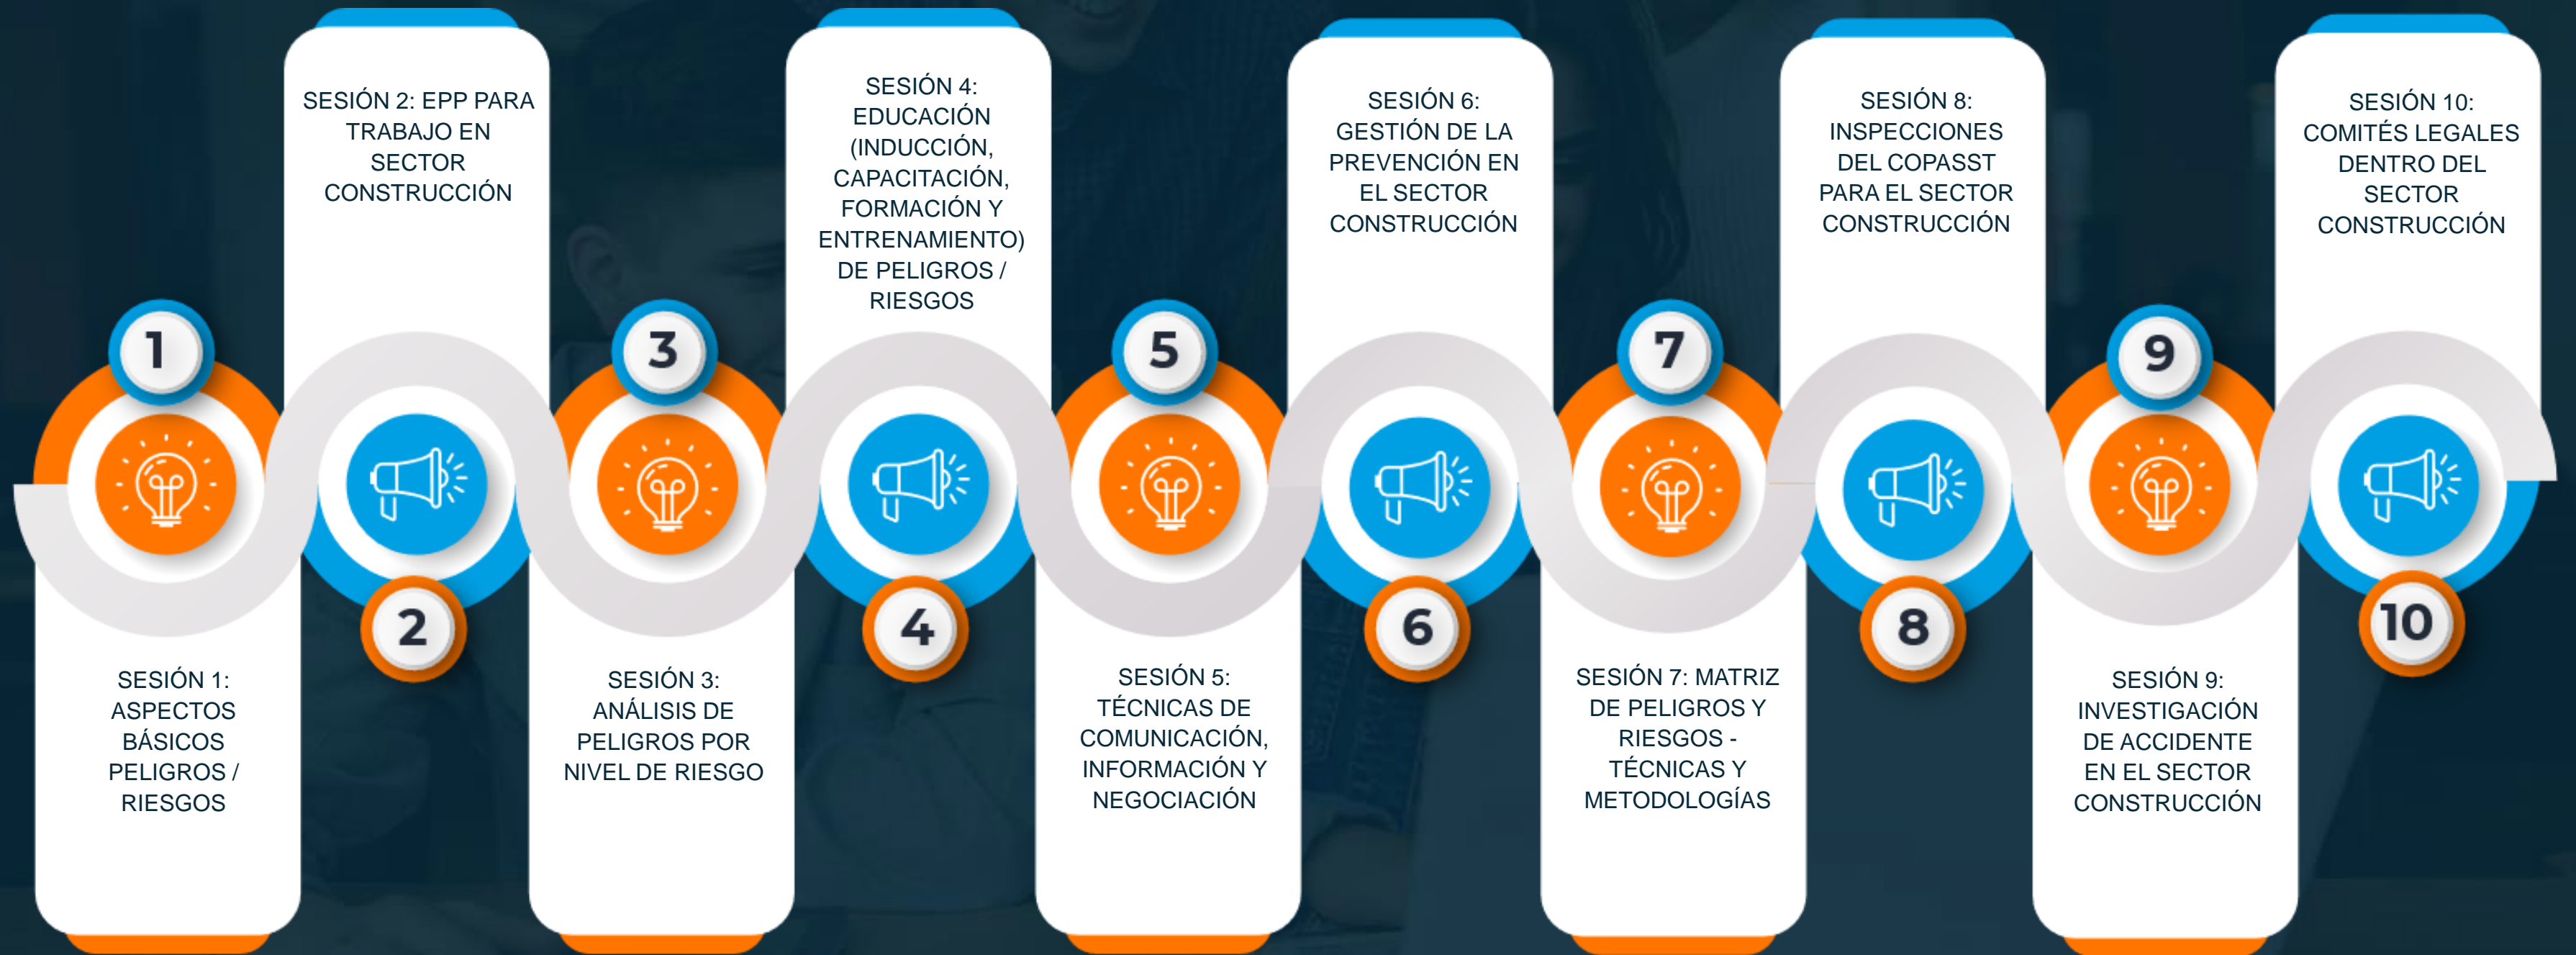 SESIÓN 2: EPP PARA
TRABAJO EN
SECTOR
CONSTRUCCIÓN
SESIÓN 4:
EDUCACIÓN
(INDUCCIÓN,
CAPACITACIÓN,
FORMACIÓN Y
ENTRENAMIENTO)
DE PELIGROS /
RIESGOS
SESIÓN 6:
GESTIÓN DE LA
PREVENCIÓN EN
EL SECTOR
CONSTRUCCIÓN
SESIÓN 8:
INSPECCIONES
DEL COPASST
PARA EL SECTOR
CONSTRUCCIÓN
SESIÓN 10:
COMITÉS LEGALES
DENTRO DEL
SECTOR
CONSTRUCCIÓN
1
3
5
7
9
2
4
6
8
10
SESIÓN 1:
ASPECTOS
BÁSICOS
PELIGROS /
RIESGOS
SESIÓN 3:
ANÁLISIS DE
PELIGROS POR
NIVEL DE RIESGO
SESIÓN 5:
TÉCNICAS DE
COMUNICACIÓN,
INFORMACIÓN Y
NEGOCIACIÓN
SESIÓN 7: MATRIZ
DE PELIGROS Y
RIESGOS -
TÉCNICAS Y
METODOLOGÍAS
SESIÓN 9:
INVESTIGACIÓN
DE ACCIDENTE
EN EL SECTOR
CONSTRUCCIÓN